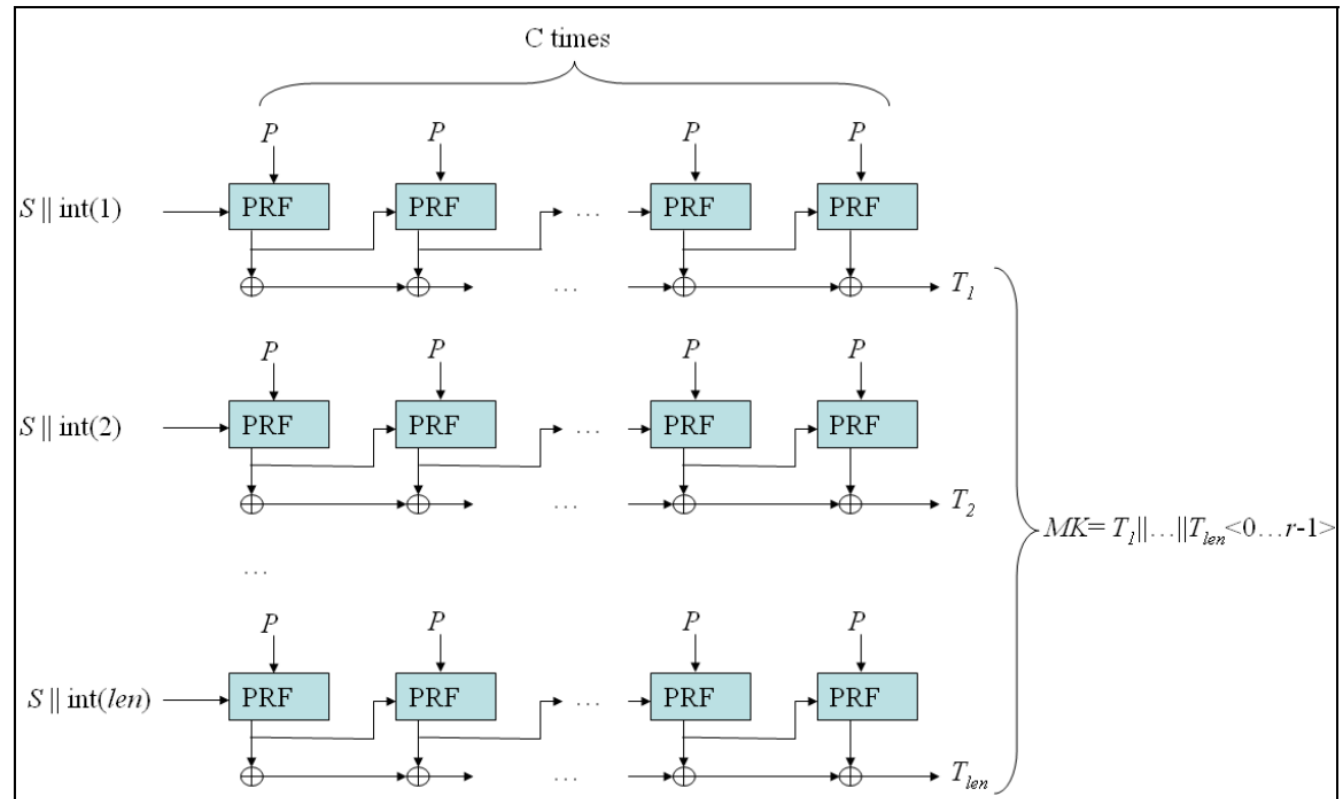 C times
P P P P
S || int(1) PRF PRF ... PRF PRF
... T1
P P P P
S || int(2) PRF PRF ... PRF PRF
... T2
MK= T1||...||Tlen<0...r-1>
...
P P P P
S || int(len) PRF PRF ... PRF PRF
... Tlen